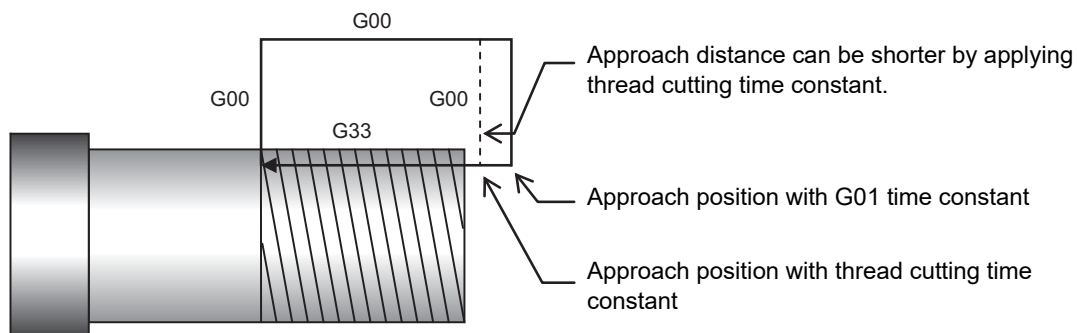 G00
Approach distance can be shorter by applying
thread cutting time constant.
G00
G00
G33
Approach position with G01 time constant
Approach position with thread cutting time
constant